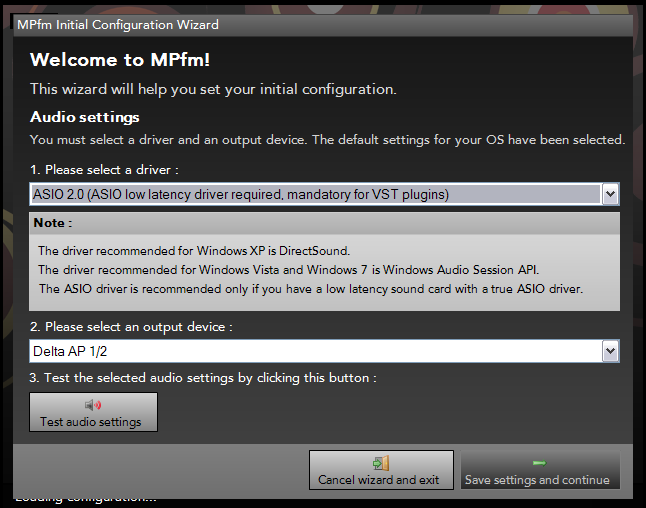 MPfm Initial Configuration Wizard
Welcome to MPfm!
This wizard will help you set your initial configuration.
Audio settings
You must select a driver and an output device. The default settings for your OS have been selected.
1. Please select a driver :
ASIO 2.0 (ASIO low latency driver required, mandatory for VST plugins)
Note :
The driver recommended for Windows XP is DirectSound.
The driver recommended for Windows Vista and Windows 7 is Windows Audio Session API.
The ASIO driver is recommended only if you have a low latency sound card with a true ASIO driver.
2. Please select an output device :
Delta AP 1/2
3. Test the selected audio settings by clicking this button :
Test audio settings
Cancel wizard and exit
Save settings and continue
Loading configuration...